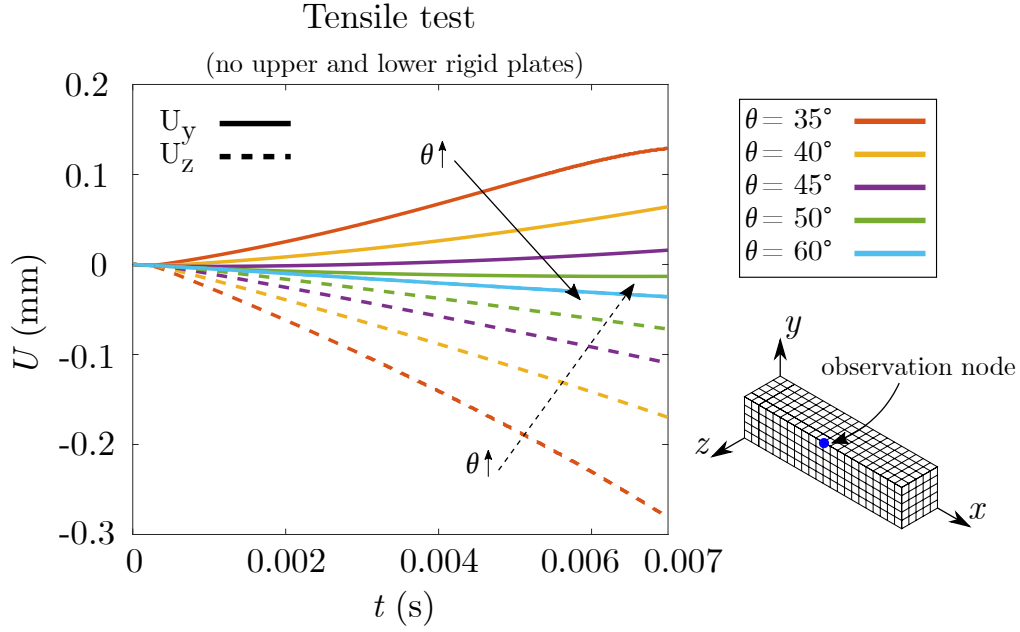 Tensile test
(no upper and lower rigid plates)
U (mm)
0.2
0.1
0
-0.1
-0.2
-0.3
U_y
U_z
θ
θ
0
0.002
0.004
0.006
0.007
t (s)
θ = 35°
θ = 40°
θ = 45°
θ = 50°
θ = 60°
y
observation node
z
x